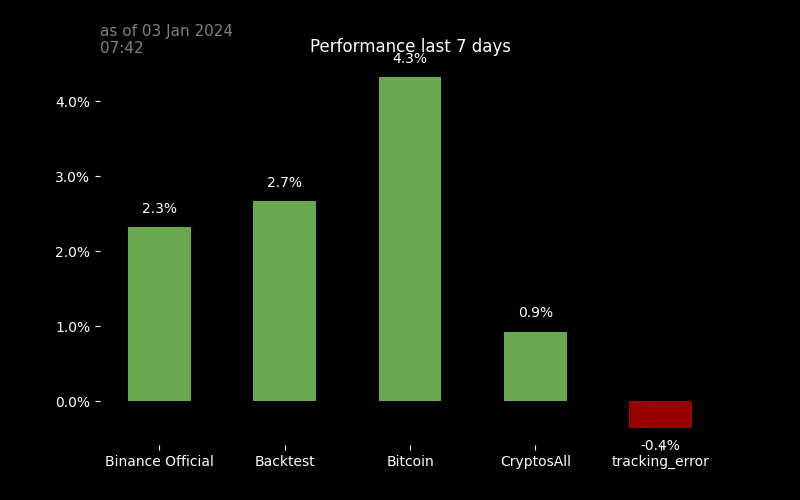 as of 03 Jan 2024
07:42
Performance last 7 days
4.3%
4.0%
3.0%
2.7%
2.3%
2.0%
1.0%
0.9%
0.0%
-0.4%
Binance Official
Backtest
Bitcoin
CryptosAll
tracking_error